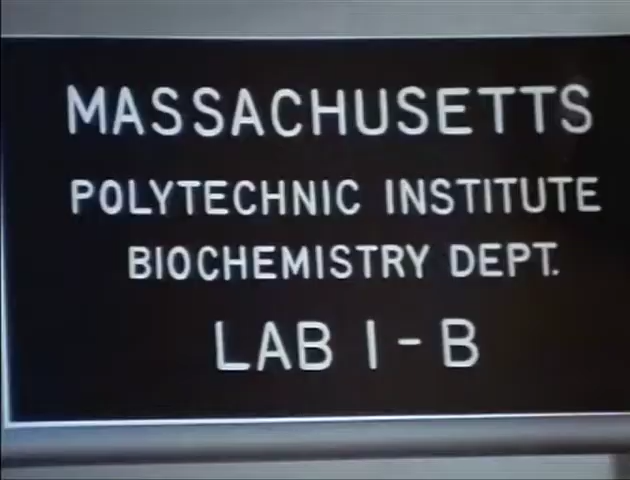 MASSACHUSETTS
POLYTECHNIC INSTITUTE
BIOCHEMISTRY DEPT.
LAB I-B